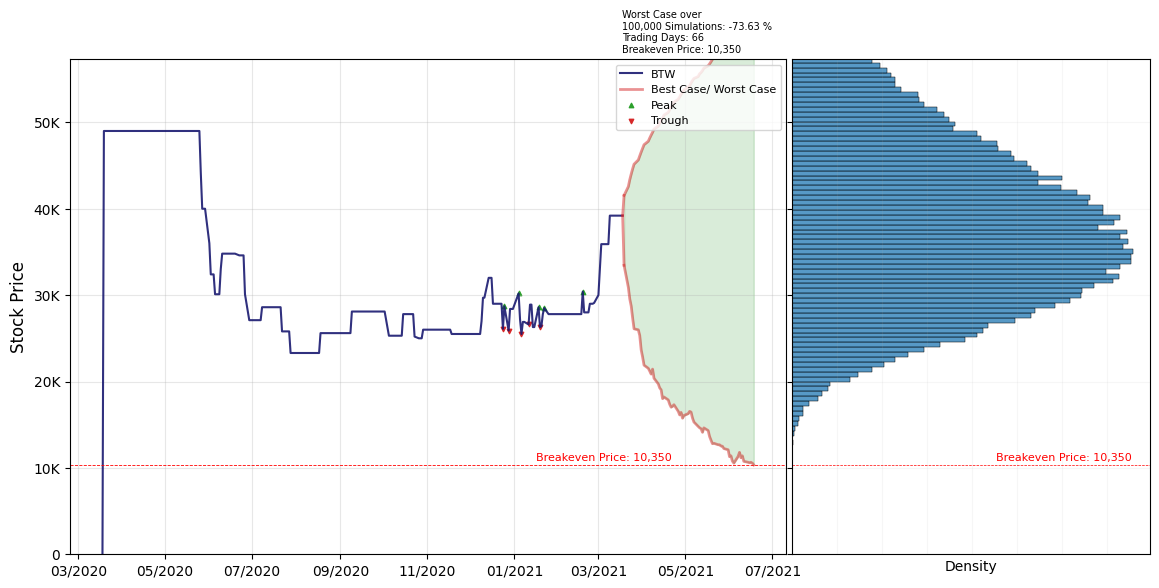 Worst Case over
100,000 Simulations: -73.63 %
Trading Days: 66
Breakeven Price: 10,350
BTW
Best Case/ Worst Case
Peak
Trough
Stock Price
50K
40K
30K
20K
10K
0
Breakeven Price: 10,350
Breakeven Price: 10,350
03/2020 05/2020 07/2020 09/2020 11/2020 01/2021 03/2021 05/2021 07/2021
Density